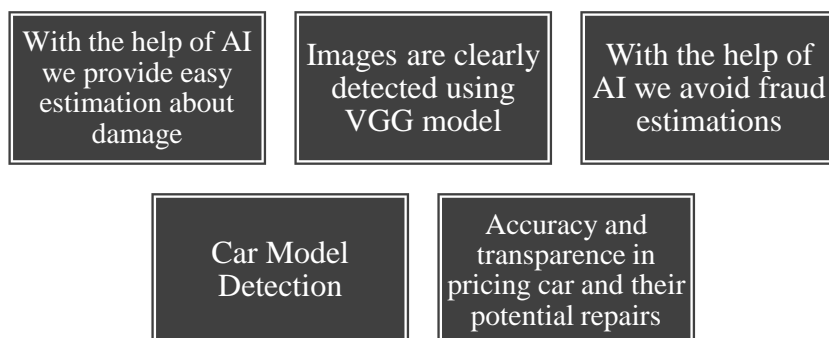 With the help of AI
we provide easy
estimation about
damage
Images are clearly
detected using
VGG model
With the help of
AI we avoid fraud
estimations
Car Model
Detection
Accuracy and
transparence in
pricing car and their
potential repairs